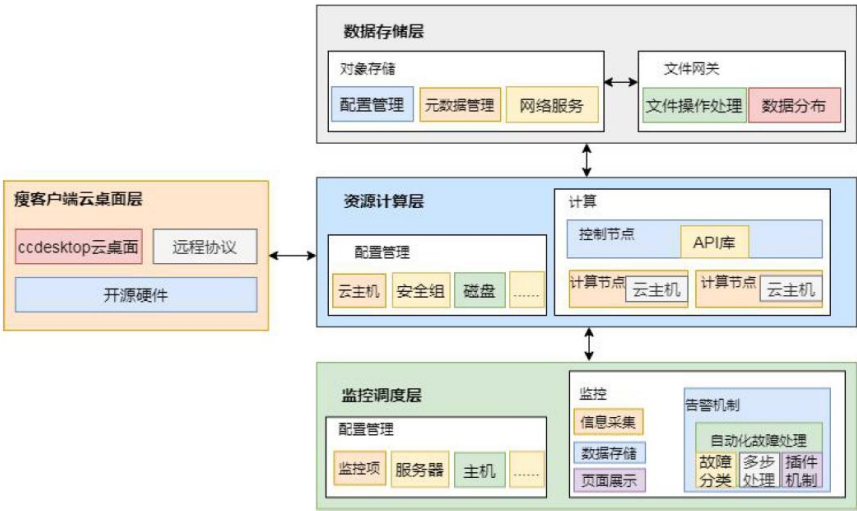 数据存储层
对象存储
配置管理
元数据管理
网络服务
文件网关
文件操作处理
数据分布
瘦客户端云桌面层
ccdesktop云桌面
远程协议
开源硬件
资源计算层
配置管理
云主机
安全组
磁盘
......
计算
控制节点
API库
计算节点
云主机
计算节点
云主机
监控调度层
配置管理
监控项
服务器
主机
......
监控
信息采集
数据存储
页面展示
告警机制
自动化故障处理
故障
分类
多步
处理
插件
机制